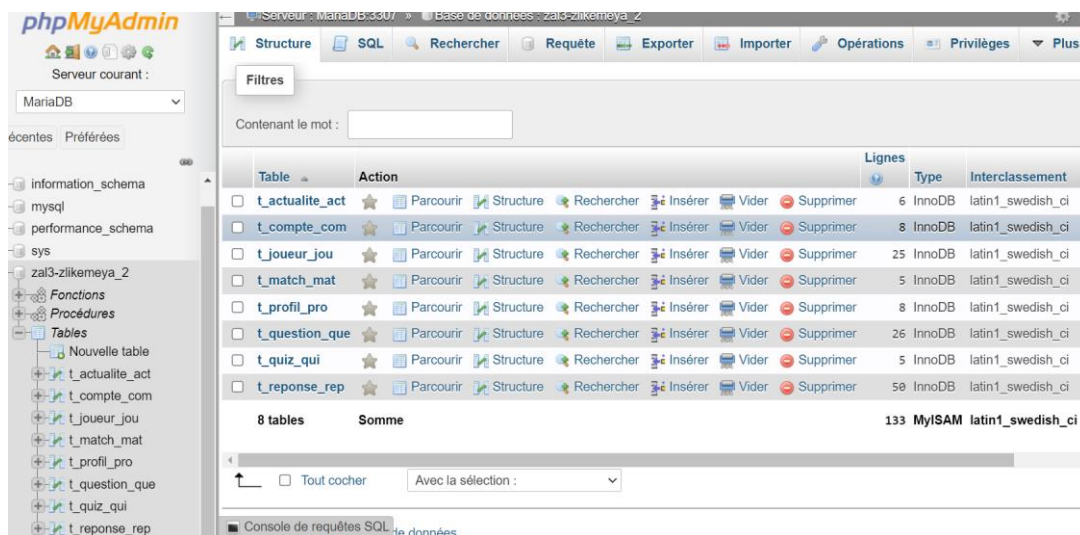 phpMyAdmin
Serveur courant :
MariaDB
écentes Préférées
information_schema
mysql
performance_schema
sys
zal3-zlikemeya_2
Fonctions
Procédures
Tables
Nouvelle table
t_actualite_act
t_compte_com
t_joueur_jou
t_match_mat
t_profil_pro
t_question_que
t_quiz_qui
t_reponse_rep
Serveur : MariaDB:3307 » Base de données : zal3-zlikemeya_2
Structure SQL Rechercher Requête Exporter Importer Opérations Privilèges Plus
Filtres
Contenant le mot :
Table Action Lignes Type Interclassement
t_actualite_act Parcourir Structure Rechercher Insérer Vider Supprimer 6 InnoDB latin1_swedish_ci
t_compte_com Parcourir Structure Rechercher Insérer Vider Supprimer 8 InnoDB latin1_swedish_ci
t_joueur_jou Parcourir Structure Rechercher Insérer Vider Supprimer 25 InnoDB latin1_swedish_ci
t_match_mat Parcourir Structure Rechercher Insérer Vider Supprimer 5 InnoDB latin1_swedish_ci
t_profil_pro Parcourir Structure Rechercher Insérer Vider Supprimer 8 InnoDB latin1_swedish_ci
t_question_que Parcourir Structure Rechercher Insérer Vider Supprimer 26 InnoDB latin1_swedish_ci
t_quiz_qui Parcourir Structure Rechercher Insérer Vider Supprimer 5 InnoDB latin1_swedish_ci
t_reponse_rep Parcourir Structure Rechercher Insérer Vider Supprimer 50 InnoDB latin1_swedish_ci
8 tables Somme 133 MyISAM latin1_swedish_ci
Tout cocher Avec la sélection :
Console de requêtes SQL de données